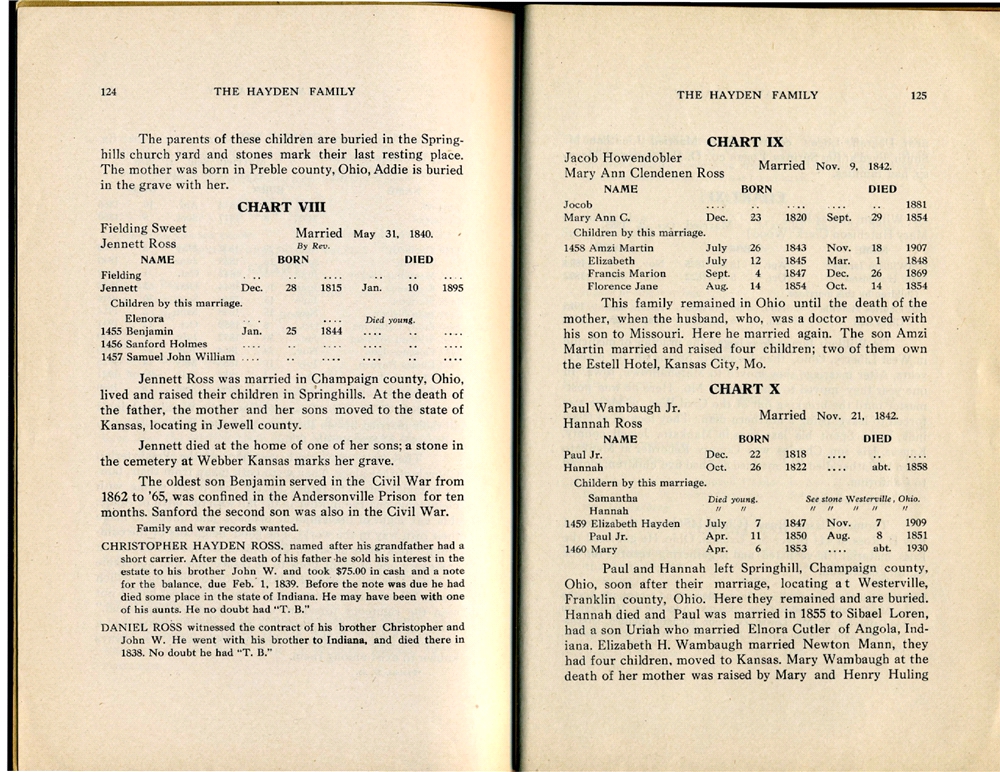 124 THE HAYDEN FAMILY
The parents of these children are buried in the Spring-
hills church yard and stones mark their last resting place.
The mother was born in Preble county, Ohio, Addie is buried
in the grave with her.
CHART VIII
Fielding Sweet
Jennett Ross
Married May 31, 1840.
By Rev.
NAME BORN DIED
Fielding . .. .... .. .. ....
Jennett Dec. 28 1815 Jan. 10 1895
Children by this marriage.
Elenora .. . .... Died young.
1455 Benjamin Jan. 25 1844 .... .. ....
1456 Sanford Holmes .... .. .... .... .. ....
1457 Samuel John William .... .. .... .... .. ....
Jennett Ross was married in Champaign county, Ohio,
lived and raised their children in Springhills. At the death of
the father, the mother and her sons moved to the state of
Kansas, locating in Jewell county.
Jennett died at the home of one of her sons; a stone in
the cemetery at Webber Kansas marks her grave.
The oldest son Benjamin served in the Civil War from
1862 to '65, was confined in the Andersonville Prison for ten
months. Sanford the second son was also in the Civil War.
Family and war records wanted.
CHRISTOPHER HAYDEN ROSS. named after his grandfather had a
short carrier. After the death of his father he sold his interest in the
estate to his brother John W. and took $75.00 in cash and a note
for the balance, due Feb. 1, 1839. Before the note was due he had
died some place in the state of Indiana. He may have been with one
of his aunts. He no doubt had "T. B."
DANIEL ROSS witnessed the contract of his brother Christopher and
John W. He went with his brother to Indiana, and died there in
1838. No doubt he had "T. B."
THE HAYDEN FAMILY 125
CHART IX
Jacob Howendobler
Mary Ann Clendenen Ross
Married Nov. 9, 1842.
NAME BORN DIED
Jocob .... .. .... .... .. 1881
Mary Ann C. Dec. 23 1820 Sept. 29 1854
Children by this marriage.
1458 Amzi Martin July 26 1843 Nov. 18 1907
Elizabeth July 12 1845 Mar. 1 1848
Francis Marion Sept. 4 1847 Dec. 26 1869
Florence Jane Aug. 14 1854 Oct. 14 1854
This family remained in Ohio until the death of the
mother, when the husband, who, was a doctor moved with
his son to Missouri. Here he married again. The son Amzi
Martin married and raised four children; two of them own
the Estell Hotel, Kansas City, Mo.
CHART X
Paul Wambaugh Jr.
Hannah Ross
Married Nov. 21, 1842.
NAME BORN DIED
Paul Jr. Dec. 22 1818 .... .. ....
Hannah Oct. 26 1822 .... abt. 1858
Childern by this marriage.
Samantha Died young. See stone Westerville, Ohio.
Hannah " " " " " " "
1459 Elizabeth Hayden July 7 1847 Nov. 7 1909
Paul Jr. Apr. 11 1850 Aug. 8 1851
1460 Mary Apr. 6 1853 .... abt. 1930
Paul and Hannah left Springhill, Champaign county,
Ohio, soon after their marriage, locating at Westerville,
Franklin county, Ohio. Here they remained and are buried.
Hannah died and Paul was married in 1855 to Sibael Loren,
had a son Uriah who married Elnora Cutler of Angola, Ind-
iana. Elizabeth H. Wambaugh married Newton Mann, they
had four children, moved to Kansas. Mary Wambaugh at the
death of her mother was raised by Mary and Henry Huling